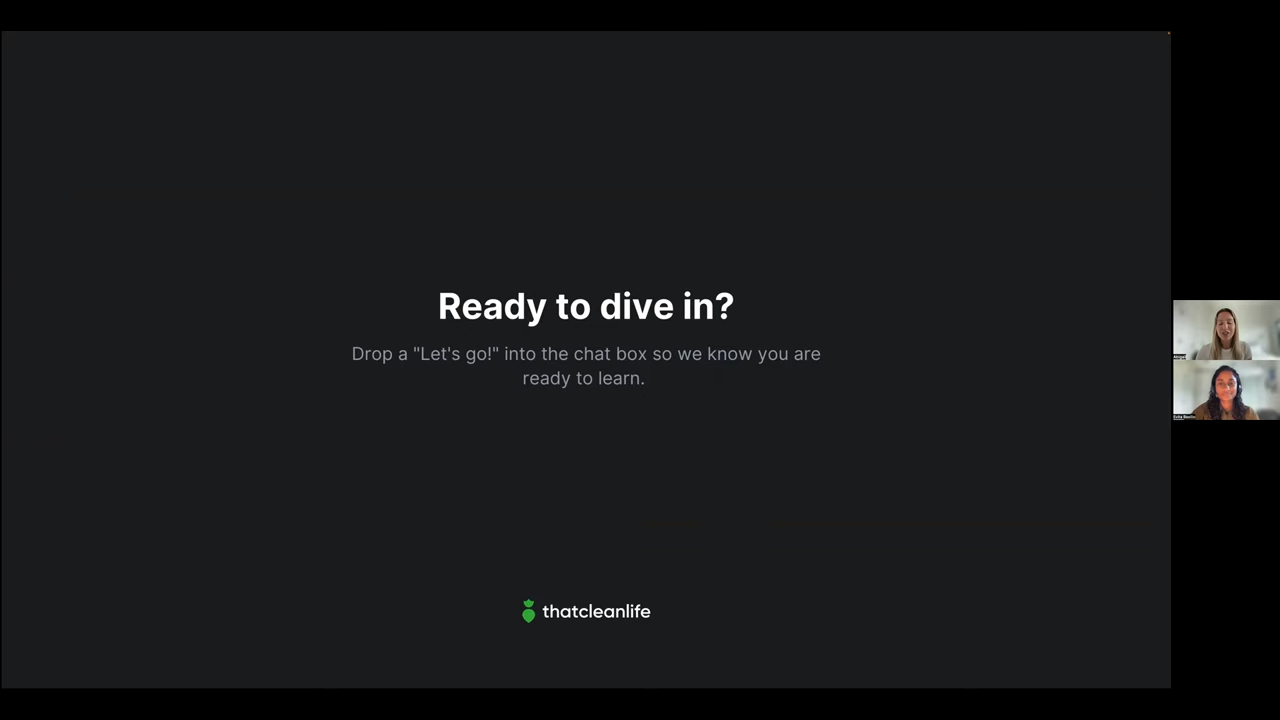 Ready to dive in?
Drop a "Let's go!" into the chat box so we know you are
ready to learn.
thatcleanlife